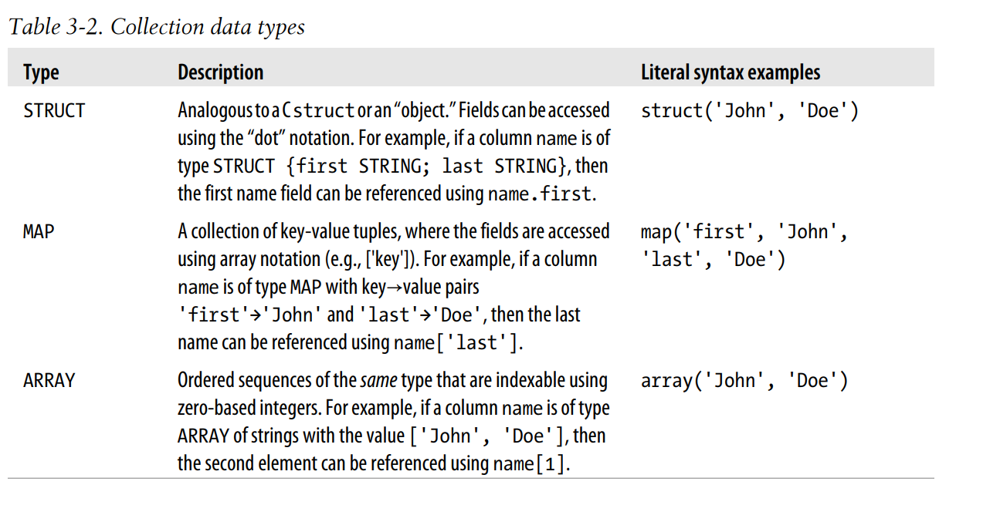 Table 3-2. Collection data types
Type Description Literal syntax examples
STRUCT Analogous to a C struct or an “object.” Fields can be accessed struct('John', 'Doe')
using the “dot” notation. For example, if a column name is of
type STRUCT {first STRING; last STRING}, then
the first name field can be referenced using name.first.
MAP A collection of key-value tuples, where the fields are accessed map('first', 'John',
using array notation (e.g., ['key']). For example, if a column 'last', 'Doe')
name is of type MAP with key→value pairs
'first'→'John' and 'last'→'Doe', then the last
name can be referenced using name['last'].
ARRAY Ordered sequences of the same type that are indexable using array('John', 'Doe')
zero-based integers. For example, if a column name is of type
ARRAY of strings with the value ['John', 'Doe'], then
the second element can be referenced using name[1].